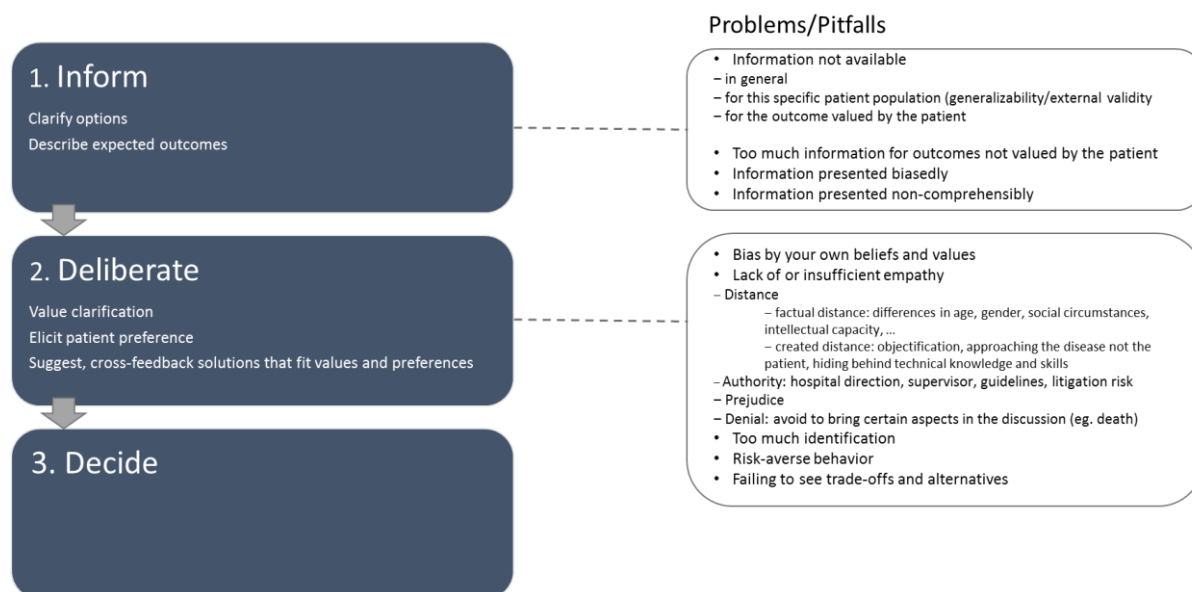 Problems/Pitfalls
1. Inform
Clarify options
Describe expected outcomes
• Information not available
– in general
– for this specific patient population (generalizability/external validity
– for the outcome valued by the patient
• Too much information for outcomes not valued by the patient
• Information presented biasedly
• Information presented non-comprehensibly
2. Deliberate
Value clarification
Elicit patient preference
Suggest, cross-feedback solutions that fit values and preferences
• Bias by your own beliefs and values
• Lack of or insufficient empathy
– Distance
– factual distance: differences in age, gender, social circumstances,
intellectual capacity, ...
– created distance: objectification, approaching the disease not the
patient, hiding behind technical knowledge and skills
– Authority: hospital direction, supervisor, guidelines, litigation risk
– Prejudice
– Denial: avoid to bring certain aspects in the discussion (eg. death)
• Too much identification
• Risk-averse behavior
• Failing to see trade-offs and alternatives
3. Decide